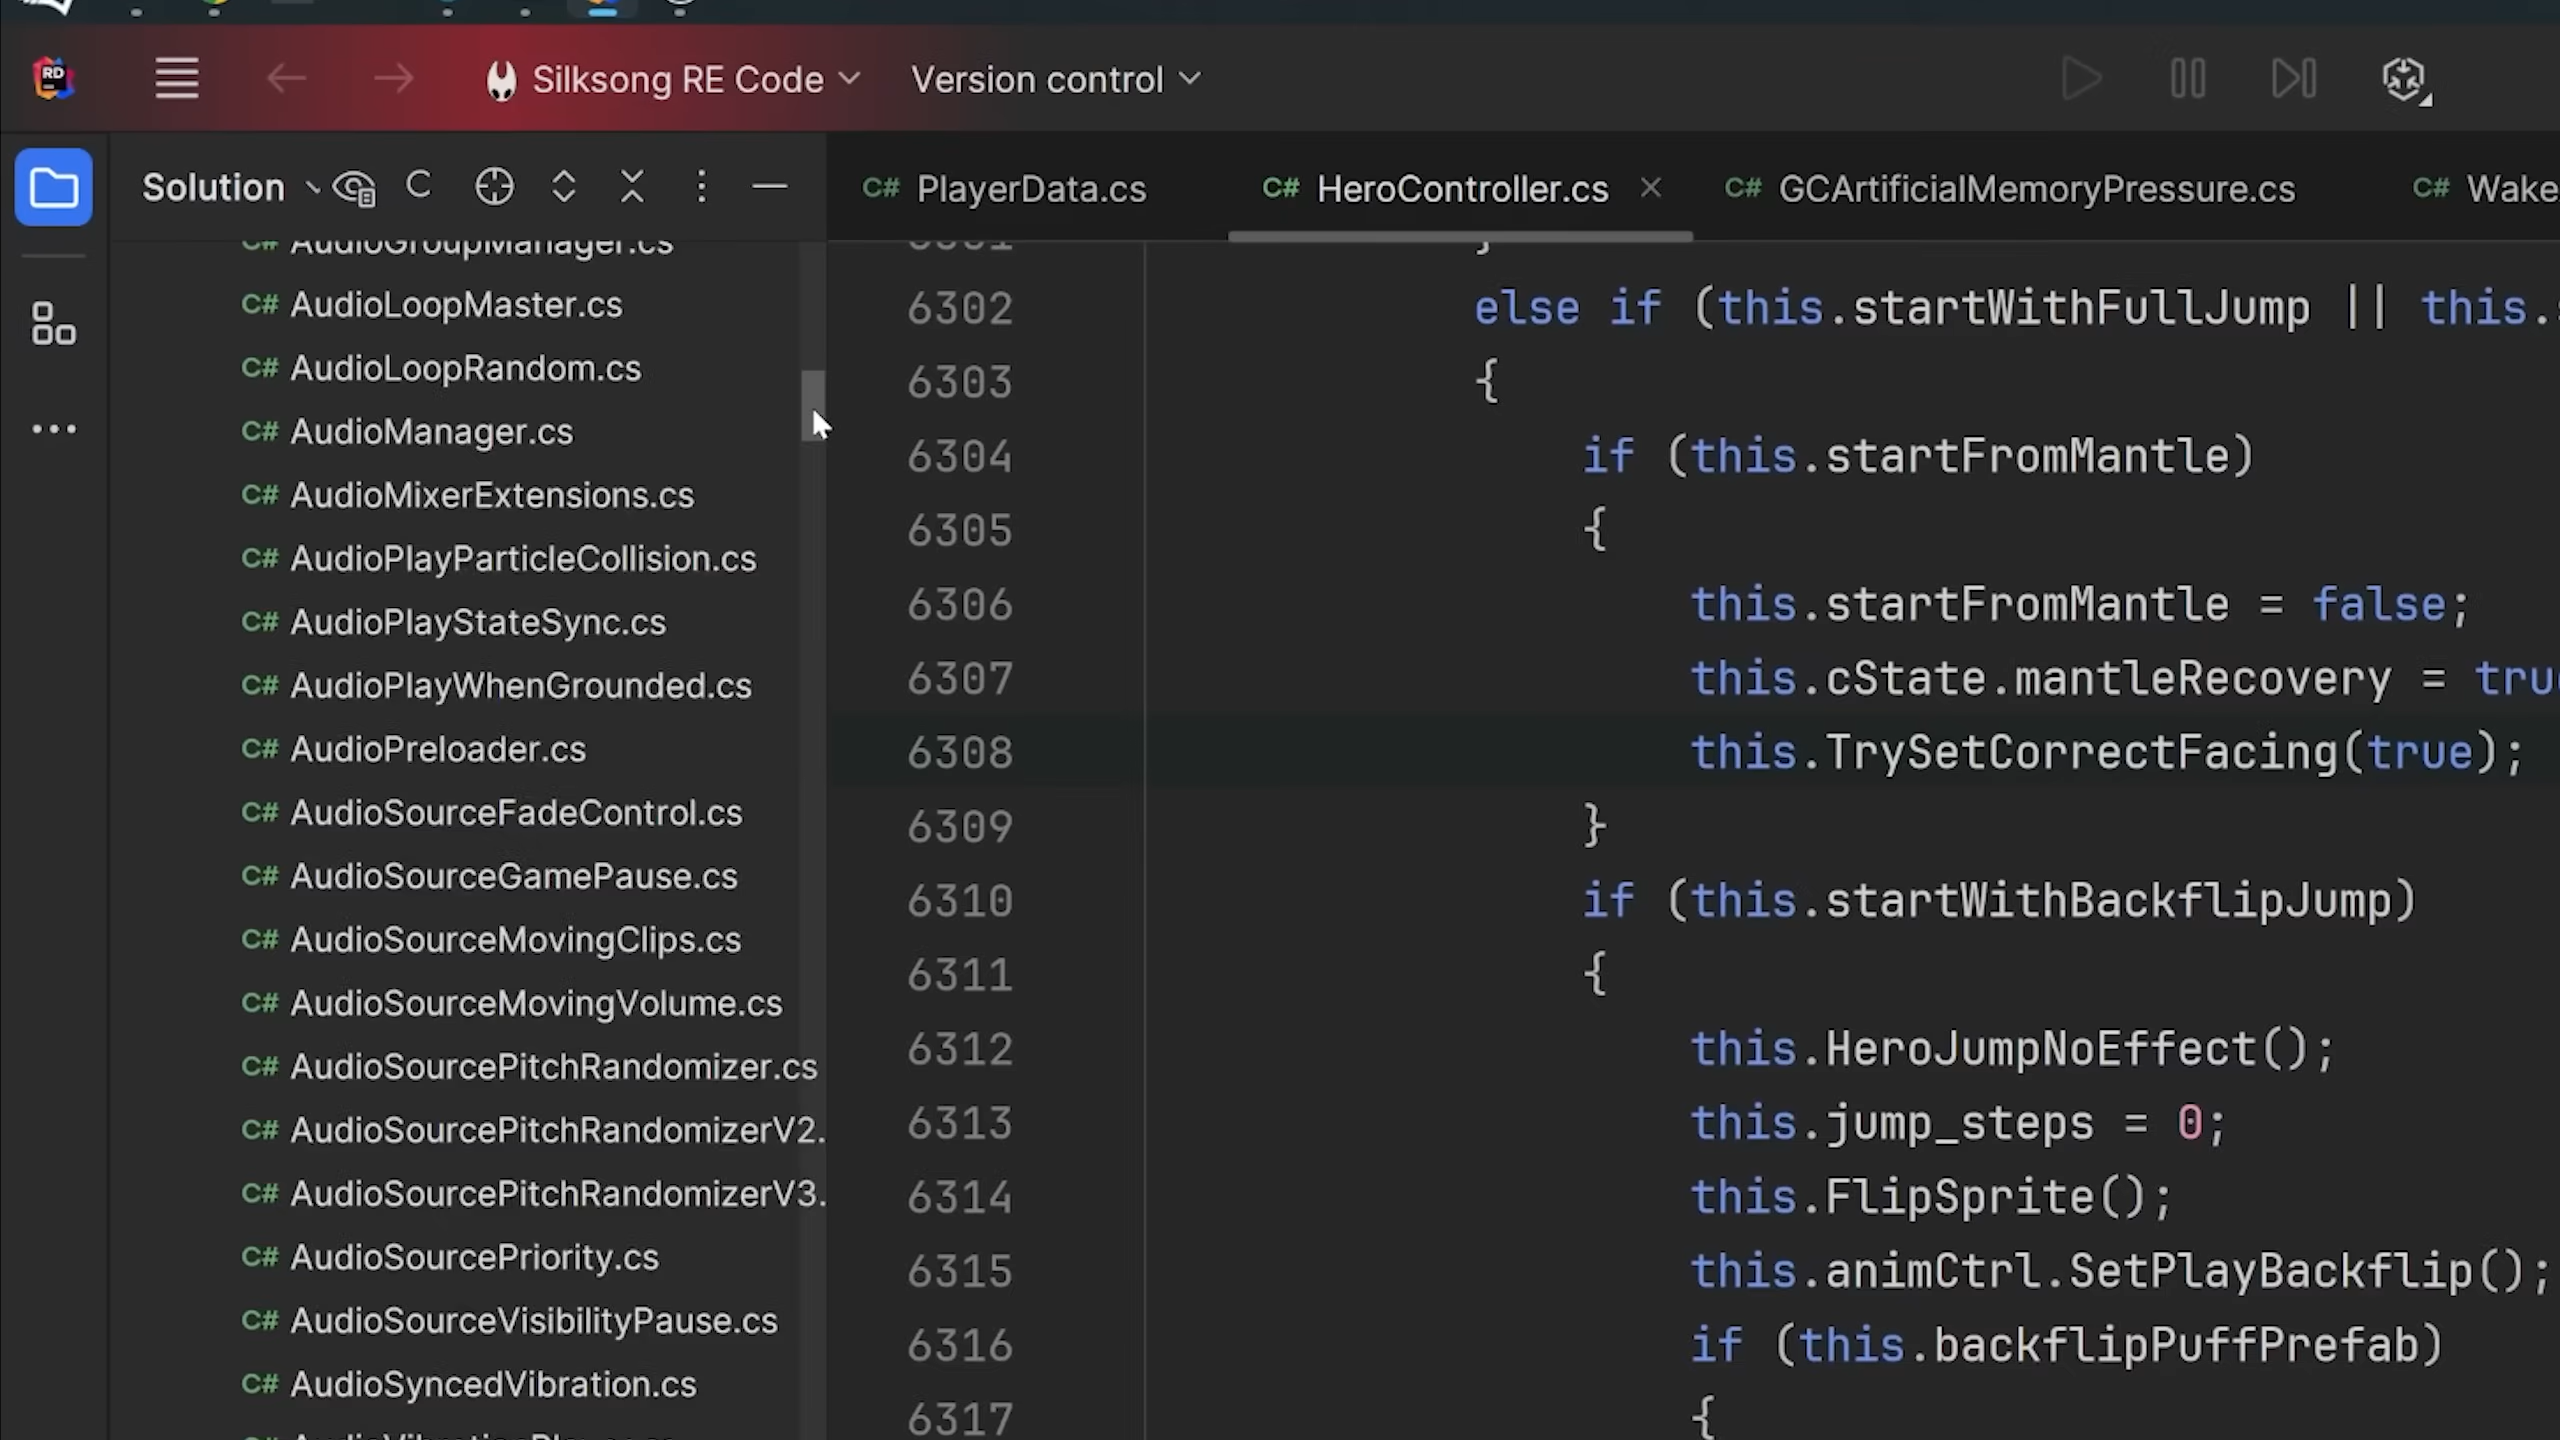 RD
Silksong RE Code
Version control
Solution
C# PlayerData.cs
C# HeroController.cs
C# GCArtificialMemoryPressure.cs
C# Wake
C# AudioGroupManager.cs
C# AudioLoopMaster.cs
C# AudioLoopRandom.cs
C# AudioManager.cs
C# AudioMixerExtensions.cs
C# AudioPlayParticleCollision.cs
C# AudioPlayStateSync.cs
C# AudioPlayWhenGrounded.cs
C# AudioPreloader.cs
C# AudioSourceFadeControl.cs
C# AudioSourceGamePause.cs
C# AudioSourceMovingClips.cs
C# AudioSourceMovingVolume.cs
C# AudioSourcePitchRandomizer.cs
C# AudioSourcePitchRandomizerV2.
C# AudioSourcePitchRandomizerV3.
C# AudioSourcePriority.cs
C# AudioSourceVisibilityPause.cs
C# AudioSyncedVibration.cs
6301 }
6302 else if (this.startWithFullJump || this.
6303 {
6304 if (this.startFromMantle)
6305 {
6306 this.startFromMantle = false;
6307 this.cState.mantleRecovery = tru
6308 this.TrySetCorrectFacing(true);
6309 }
6310 if (this.startWithBackflipJump)
6311 {
6312 this.HeroJumpNoEffect();
6313 this.jump_steps = 0;
6314 this.FlipSprite();
6315 this.animCtrl.SetPlayBackflip();
6316 if (this.backflipPuffPrefab)
6317 {